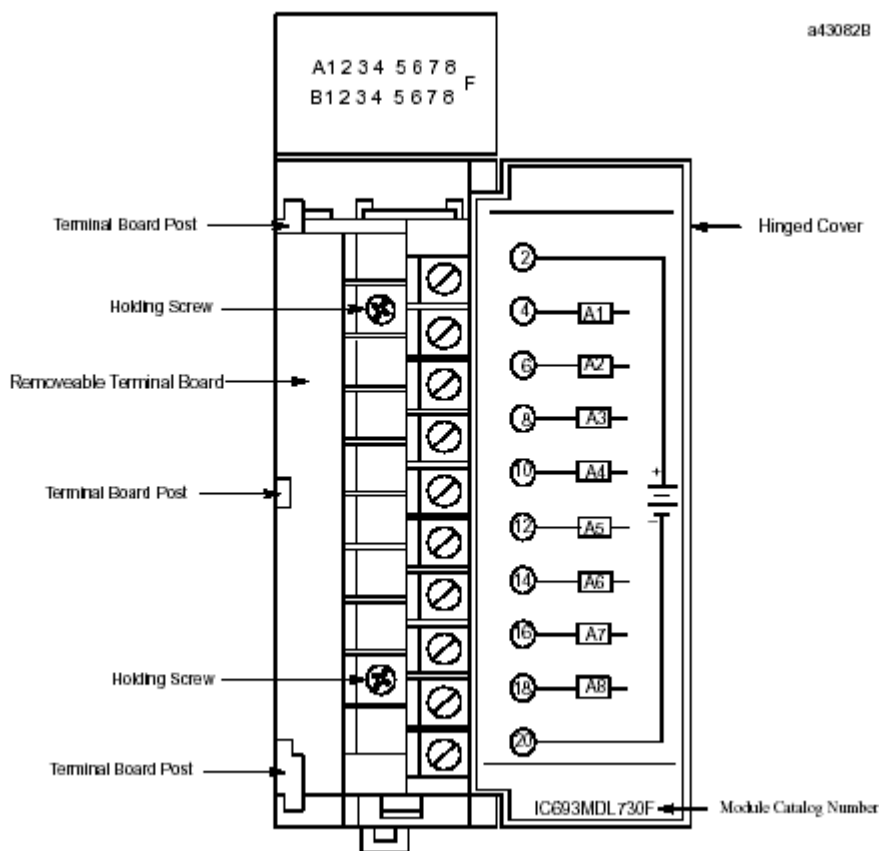 a43082B
A1 2 3 4 5 6 7 8
F
B1 2 3 4 5 6 7 8
Terminal Board Post
Hinged Cover
2
Holding Screw
4 A1
6 A2
Removeable Terminal Board
8 A3
10 A4
+
Terminal Board Post
12 A5
−
14 A6
16 A7
Holding Screw
18 A8
20
Terminal Board Post
IC693MDL730F
Module Catalog Number